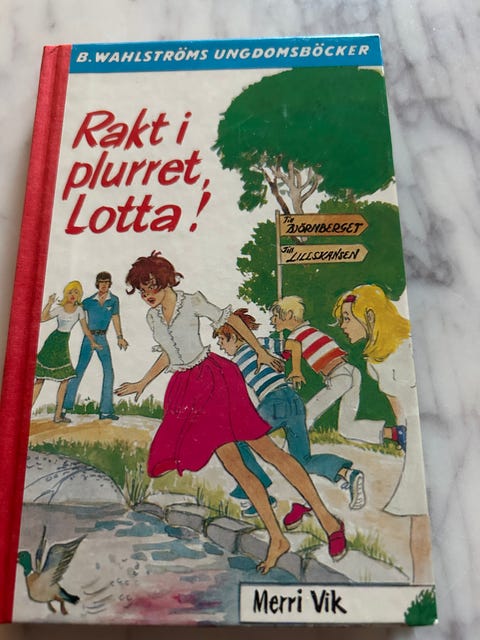 B. WAHLSTRÖMS UNGDOMSBÖCKER
Rakt i
plurret,
Lotta!
Till
BJÖRNBERGET
Till
LILLSKANSEN
Merri Vik